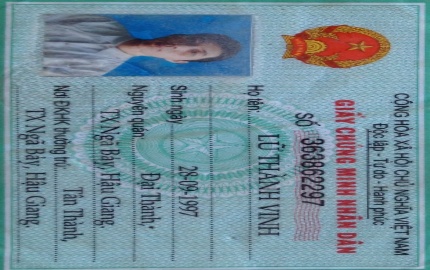 CỘNG HOÀ XÃ HỘI CHỦ NGHĨA VIỆT NAM
Độc lập - Tự do - Hạnh phúc
GIẤY CHỨNG MINH NHÂN DÂN
SỐ 363862297
Họ tên: LỮ THÀNH VINH
Sinh ngày 28-09-1997
Nguyên quán Đại Thành,
TX Ngã Bảy, Hậu Giang
Nơi ĐKHK thường trú: Tân Thành,
TX Ngã Bảy, Hậu Giang